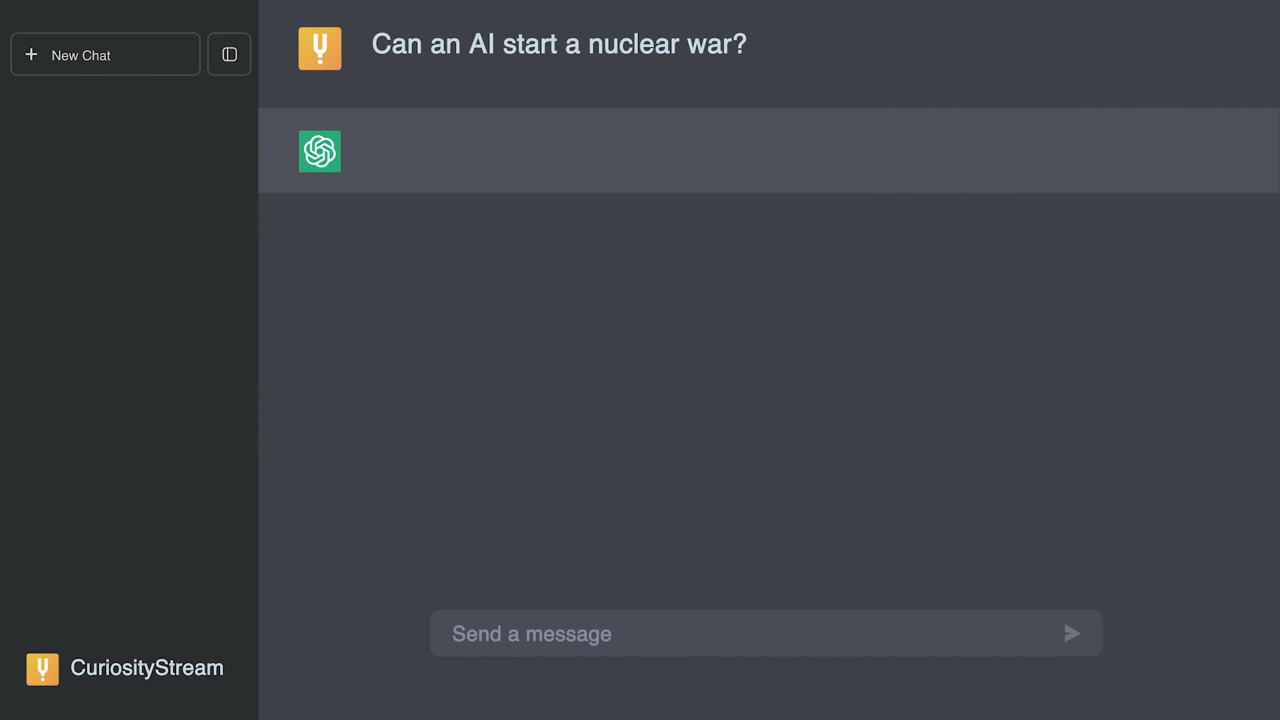 New Chat
Can an AI start a nuclear war?
Send a message
CuriosityStream